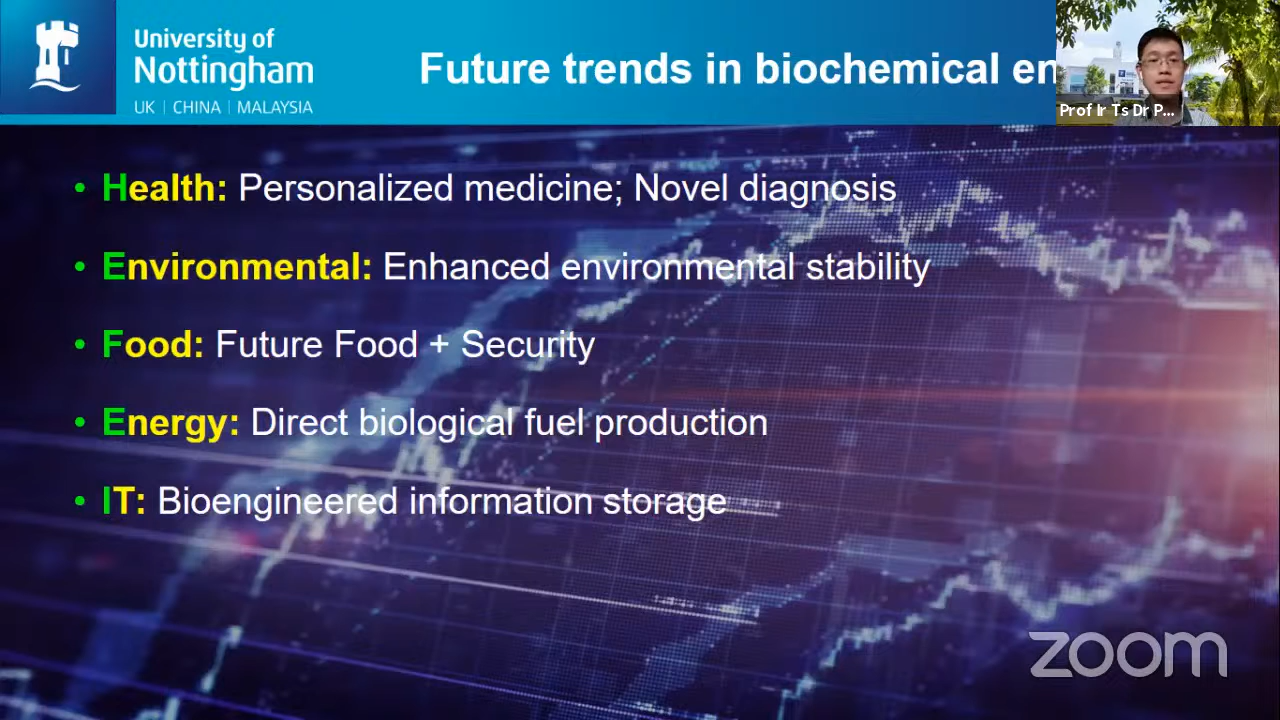 University of
Nottingham
UK | CHINA | MALAYSIA
Future trends in biochemical en
Prof Ir Ts Dr P...
• Health: Personalized medicine; Novel diagnosis
• Environmental: Enhanced environmental stability
• Food: Future Food + Security
• Energy: Direct biological fuel production
• IT: Bioengineered information storage
zoom